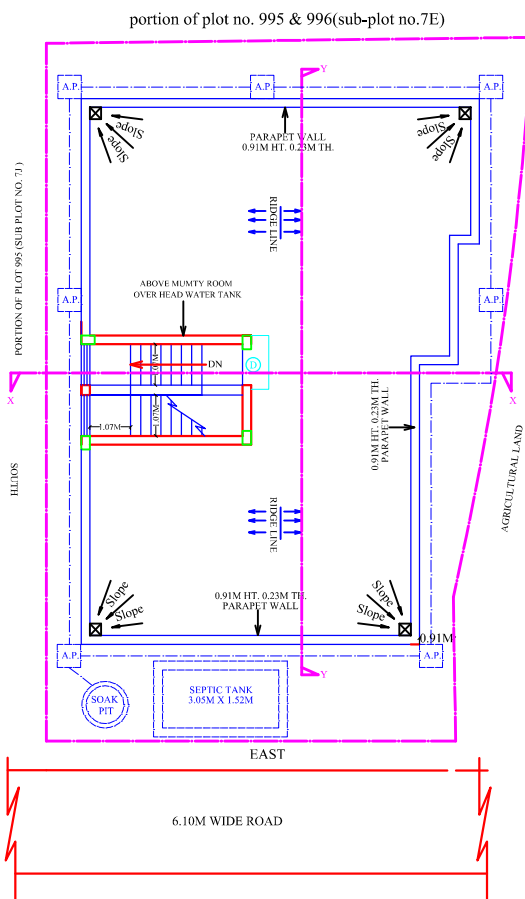 portion of plot no. 995 & 996(sub-plot no.7E)
Y
A.P.
A.P.
A.P.
Slope
Slope
PARAPET WALL
0.91M HT. 0.23M TH.
Slope
Slope
PORTION OF PLOT 995 (SUB PLOT NO. 7J )
RIDGE LINE
ABOVE MUMTY ROOM
OVER HEAD WATER TANK
A.P.
A.P.
DN
D
X
X
1.07M
1.07M
0.91M HT. 0.23M TH.
PARAPET WALL
SOUTH
AGRICULTURAL LAND
RIDGE LINE
Slope
Slope
0.91M HT. 0.23M TH.
PARAPET WALL
Slope
Slope
0.91M
A.P.
A.P.
Y
SOAK
PIT
SEPTIC TANK
3.05M X 1.52M
EAST
6.10M WIDE ROAD